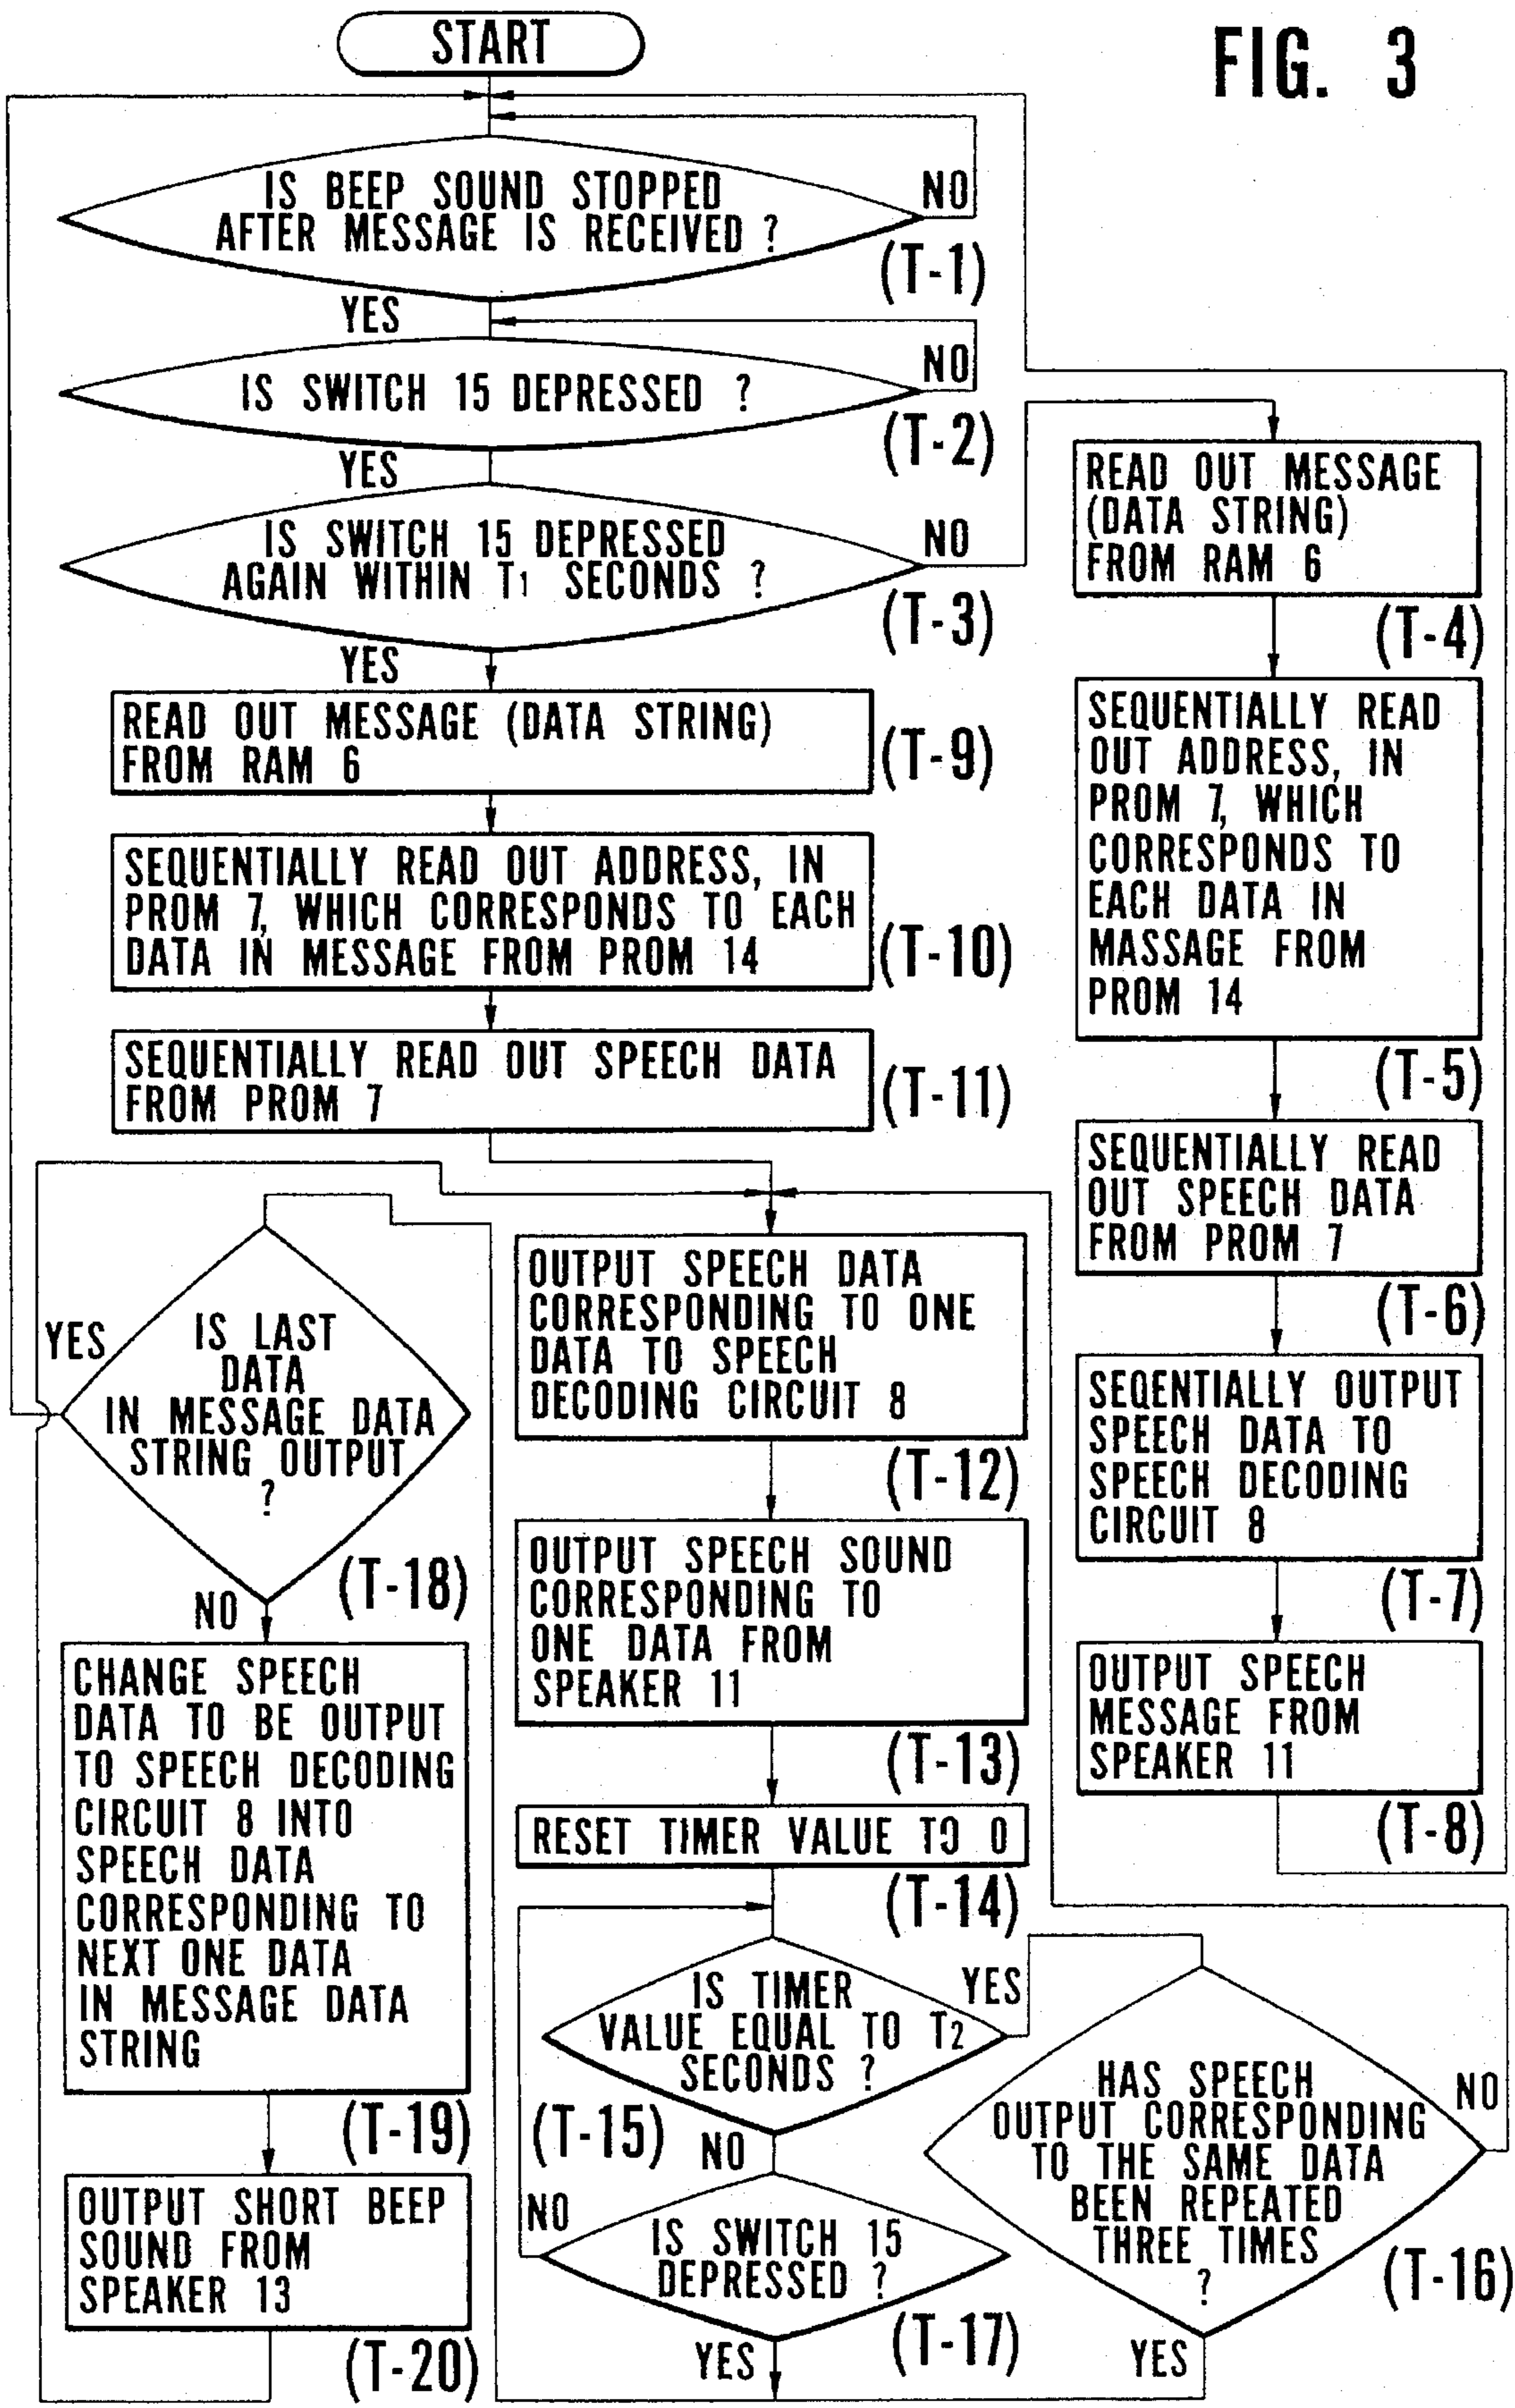 START
FIG. 3
IS BEEP SOUND STOPPED
AFTER MESSAGE IS RECEIVED ?
NO
(T-1)
YES
IS SWITCH 15 DEPRESSED ?
NO
(T-2)
YES
IS SWITCH 15 DEPRESSED
AGAIN WITHIN T1 SECONDS ?
NO
(T-3)
YES
READ OUT MESSAGE
(DATA STRING)
FROM RAM 6
(T-4)
SEQUENTIALLY READ
OUT ADDRESS, IN
PROM 7, WHICH
CORRESPONDS TO
EACH DATA IN
MASSAGE FROM
PROM 14
(T-5)
SEQUENTIALLY READ
OUT SPEECH DATA
FROM PROM 7
(T-6)
SEQENTIALLY OUTPUT
SPEECH DATA TO
SPEECH DECODING
CIRCUIT 8
(T-7)
OUTPUT SPEECH
MESSAGE FROM
SPEAKER 11
(T-8)
READ OUT MESSAGE (DATA STRING)
FROM RAM 6
(T-9)
SEQUENTIALLY READ OUT ADDRESS, IN
PROM 7, WHICH CORRESPONDS TO EACH
DATA IN MESSAGE FROM PROM 14
(T-10)
SEQUENTIALLY READ OUT SPEECH DATA
FROM PROM 7
(T-11)
OUTPUT SPEECH DATA
CORRESPONDING TO ONE
DATA TO SPEECH
DECODING CIRCUIT 8
(T-12)
OUTPUT SPEECH SOUND
CORRESPONDING TO
ONE DATA FROM
SPEAKER 11
(T-13)
RESET TIMER VALUE TO 0
(T-14)
IS TIMER
VALUE EQUAL TO T2
SECONDS ?
YES
(T-15)
NO
HAS SPEECH
OUTPUT CORRESPONDING
TO THE SAME DATA
BEEN REPEATED
THREE TIMES
?
NO
(T-16)
YES
IS SWITCH 15
DEPRESSED ?
NO
(T-17)
YES
IS LAST
DATA
IN MESSAGE DATA
STRING OUTPUT
?
YES
(T-18)
NO
CHANGE SPEECH
DATA TO BE OUTPUT
TO SPEECH DECODING
CIRCUIT 8 INTO
SPEECH DATA
CORRESPONDING TO
NEXT ONE DATA
IN MESSAGE DATA
STRING
(T-19)
OUTPUT SHORT BEEP
SOUND FROM
SPEAKER 13
(T-20)